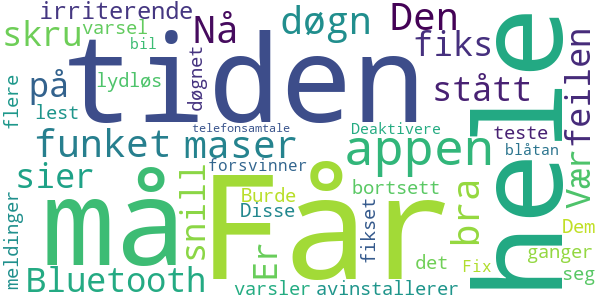 irriterende
døgn
Den
skru
varsel
Nå
bil
tiden
fiks
feilen
hele
flere
på
lydløs
døgnet
stått
lest
telefonsamtale
Deaktivere
teste
funket
maser
appen
blåtan
forsvinner
sier
må
Får
snill
Burde
bortsett
bra
Vær
Disse
fikset
Er
Dem
meldinger
Bluetooth
det
Fix
ganger
seg
varsler
avinstallerer